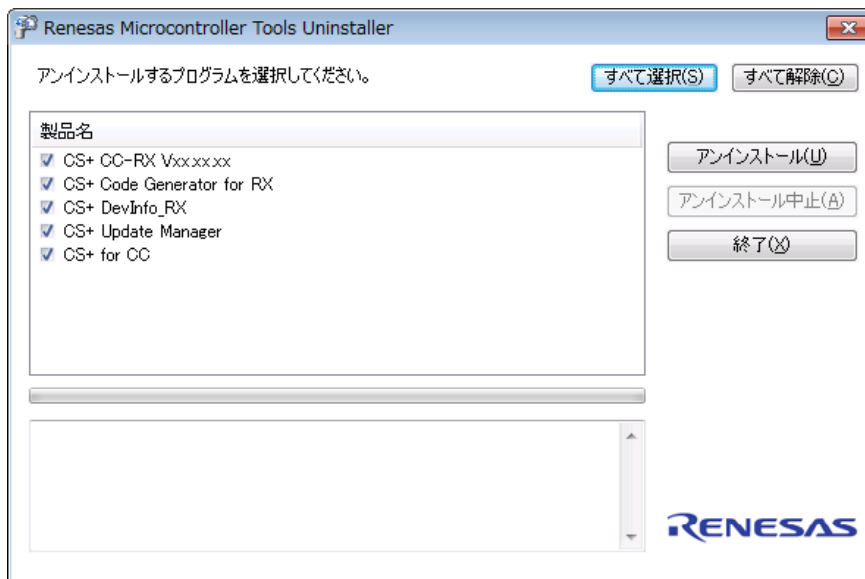 Renesas Microcontroller Tools Uninstaller
アンインストールするプログラムを選択してください。
すべて選択(S)
すべて解除(C)
製品名
CS+ CC-RX Vxx.xx.xx
CS+ Code Generator for RX
CS+ DevInfo_RX
CS+ Update Manager
CS+ for CC
アンインストール(U)
アンインストール中止(A)
終了(X)
RENESAS